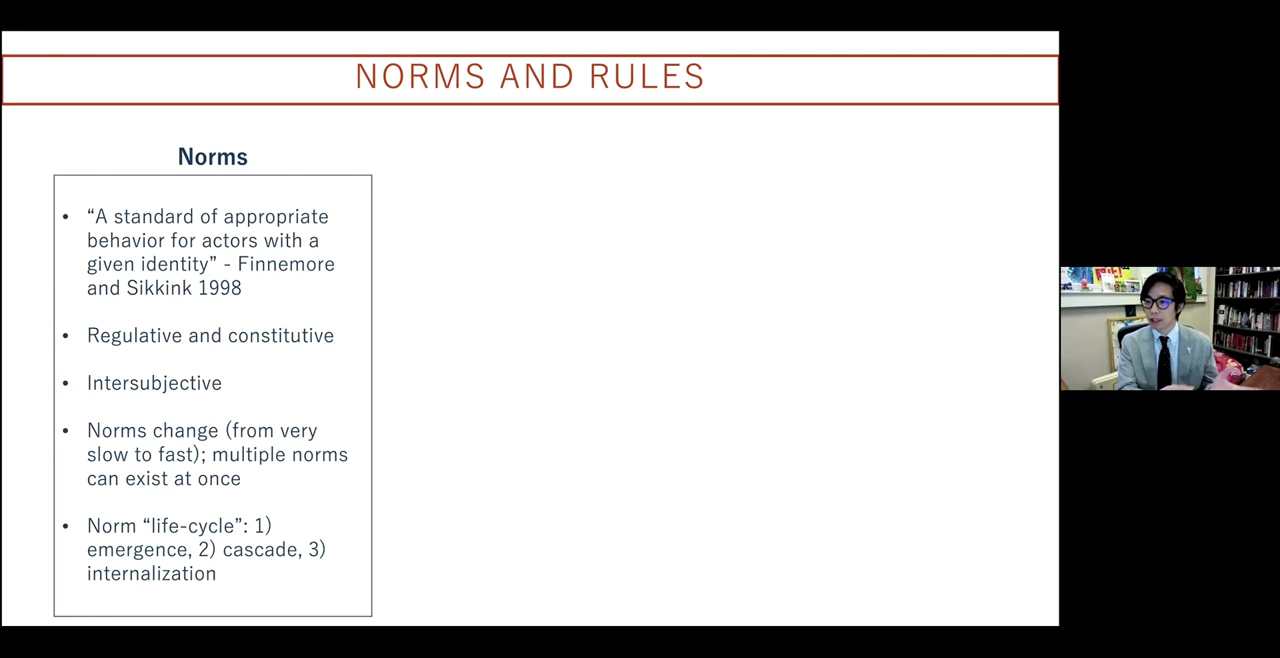 NORMS AND RULES
Norms
• “A standard of appropriate
behavior for actors with a
given identity” - Finnemore
and Sikkink 1998
• Regulative and constitutive
• Intersubjective
• Norms change (from very
slow to fast); multiple norms
can exist at once
• Norm “life-cycle”: 1)
emergence, 2) cascade, 3)
internalization